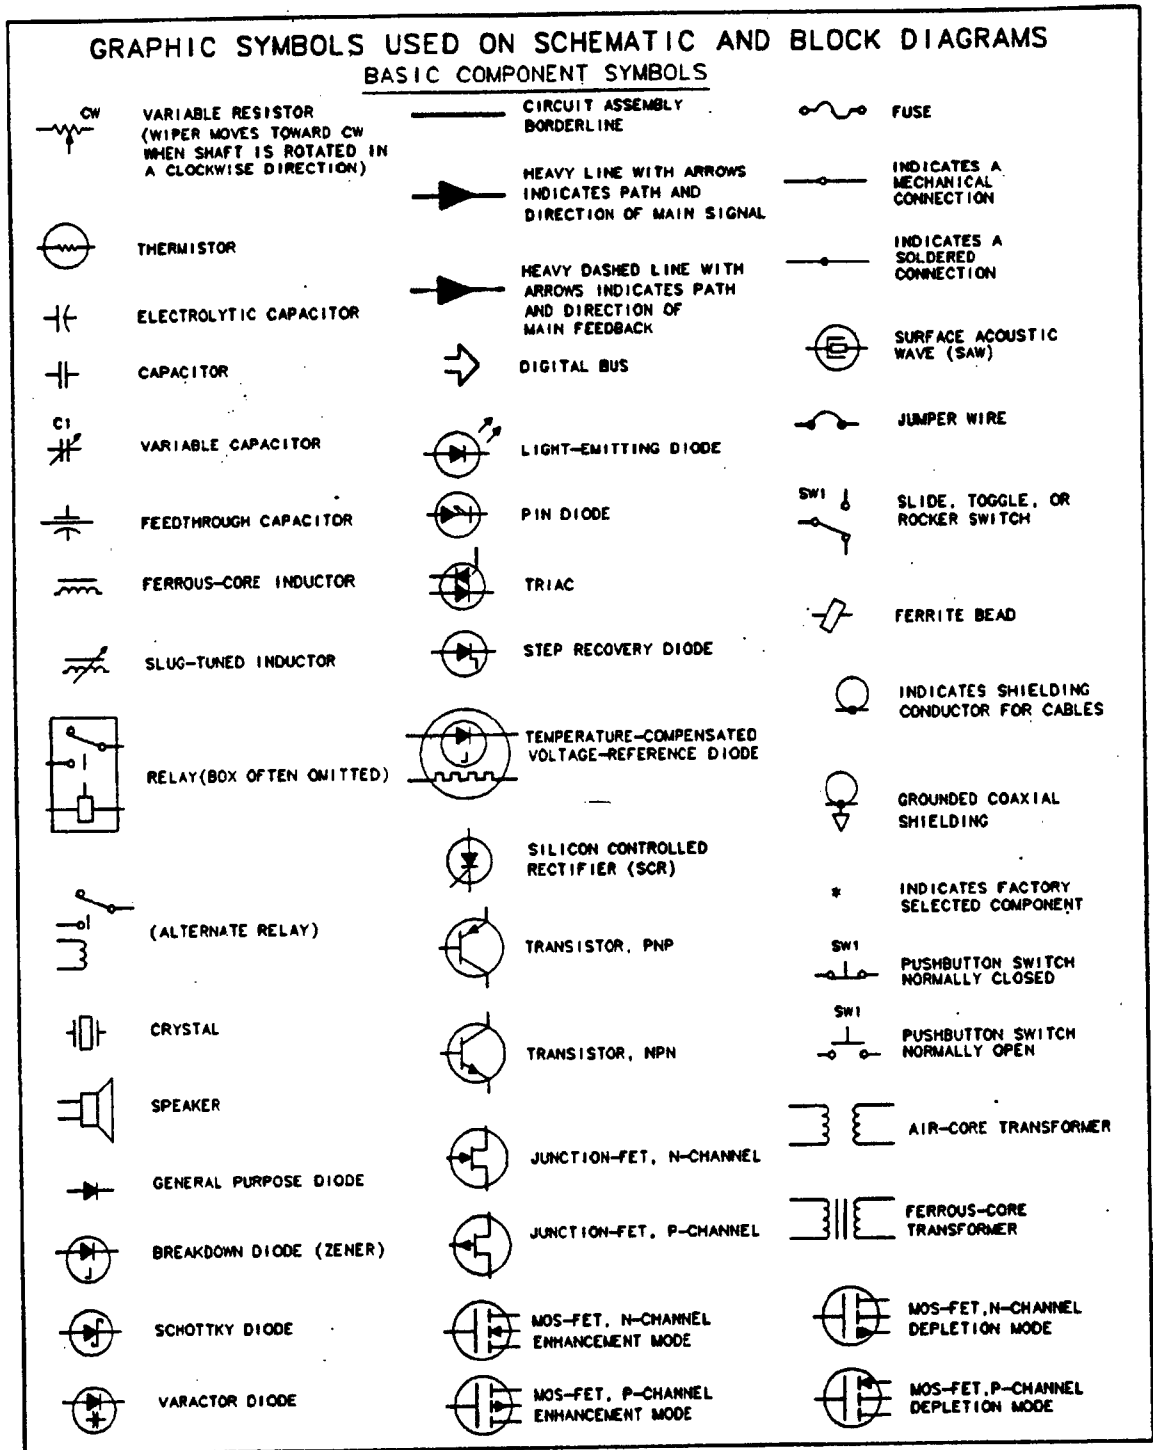 GRAPHIC SYMBOLS USED ON SCHEMATIC AND BLOCK DIAGRAMS
BASIC COMPONENT SYMBOLS
CW
VARIABLE RESISTOR
(WIPER MOVES TOWARD CW
WHEN SHAFT IS ROTATED IN
A CLOCKWISE DIRECTION)
THERMISTOR
ELECTROLYTIC CAPACITOR
CAPACITOR
C1
VARIABLE CAPACITOR
FEEDTHROUGH CAPACITOR
FERROUS-CORE INDUCTOR
SLUG-TUNED INDUCTOR
RELAY(BOX OFTEN OMITTED)
(ALTERNATE RELAY)
CRYSTAL
SPEAKER
GENERAL PURPOSE DIODE
BREAKDOWN DIODE (ZENER)
SCHOTTKY DIODE
VARACTOR DIODE
CIRCUIT ASSEMBLY
BORDERLINE
HEAVY LINE WITH ARROWS
INDICATES PATH AND
DIRECTION OF MAIN SIGNAL
HEAVY DASHED LINE WITH
ARROWS INDICATES PATH
AND DIRECTION OF
MAIN FEEDBACK
DIGITAL BUS
LIGHT-EMITTING DIODE
PIN DIODE
TRIAC
STEP RECOVERY DIODE
TEMPERATURE-COMPENSATED
VOLTAGE-REFERENCE DIODE
SILICON CONTROLLED
RECTIFIER (SCR)
TRANSISTOR, PNP
TRANSISTOR, NPN
JUNCTION-FET, N-CHANNEL
JUNCTION-FET, P-CHANNEL
MOS-FET, N-CHANNEL
ENHANCEMENT MODE
MOS-FET, P-CHANNEL
ENHANCEMENT MODE
FUSE
INDICATES A
MECHANICAL
CONNECTION
INDICATES A
SOLDERED
CONNECTION
SURFACE ACOUSTIC
WAVE (SAW)
JUMPER WIRE
SW1
SLIDE, TOGGLE, OR
ROCKER SWITCH
FERRITE BEAD
INDICATES SHIELDING
CONDUCTOR FOR CABLES
GROUNDED COAXIAL
SHIELDING
*
INDICATES FACTORY
SELECTED COMPONENT
SW1
PUSHBUTTON SWITCH
NORMALLY CLOSED
SW1
PUSHBUTTON SWITCH
NORMALLY OPEN
AIR-CORE TRANSFORMER
FERROUS-CORE
TRANSFORMER
MOS-FET,N-CHANNEL
DEPLETION MODE
MOS-FET,P-CHANNEL
DEPLETION MODE